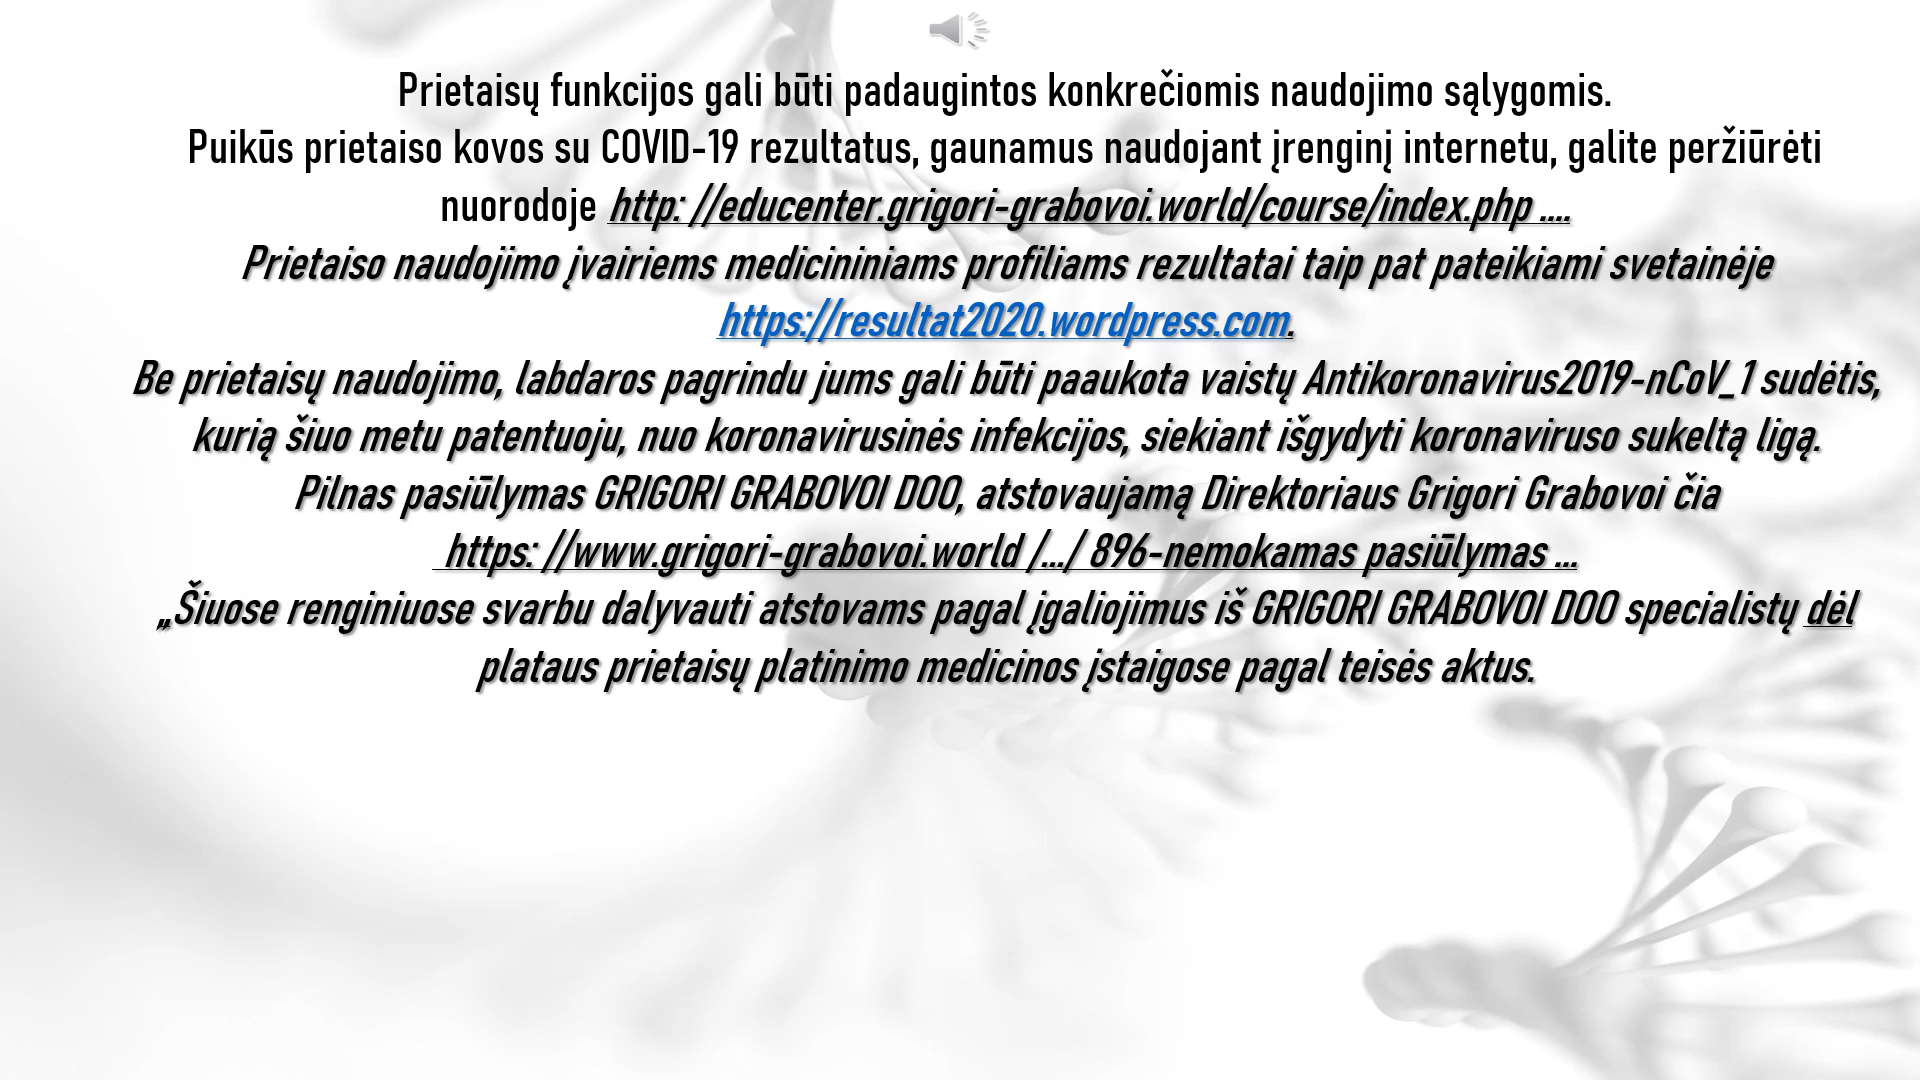 Prietaisų funkcijos gali būti padaugintos konkrečiomis naudojimo sąlygomis.
Puikūs prietaiso kovos su COVID-19 rezultatus, gaunamus naudojant įrenginį internetu, galite peržiūrėti
nuorodoje http: //educenter.grigori-grabovoi.world/course/index.php ....
Prietaiso naudojimo įvairiems medicininiams profiliams rezultatai taip pat pateikiami svetainėje
https://resultat2020.wordpress.com.
Be prietaisų naudojimo, labdaros pagrindu jums gali būti paaukota vaistų Antikoronavirus2019-nCoV_1 sudėtis,
kurią šiuo metu patentuoju, nuo koronavirusinės infekcijos, siekiant išgydyti koronaviruso sukeltą ligą.
Pilnas pasiūlymas GRIGORI GRABOVOI DOO, atstovaujamą Direktoriaus Grigori Grabovoi čia
https: //www.grigori-grabovoi.world /.../ 896-nemokamas pasiūlymas ...
„Šiuose renginiuose svarbu dalyvauti atstovams pagal įgaliojimus iš GRIGORI GRABOVOI DOO specialistų dėl
plataus prietaisų platinimo medicinos įstaigose pagal teisės aktus.